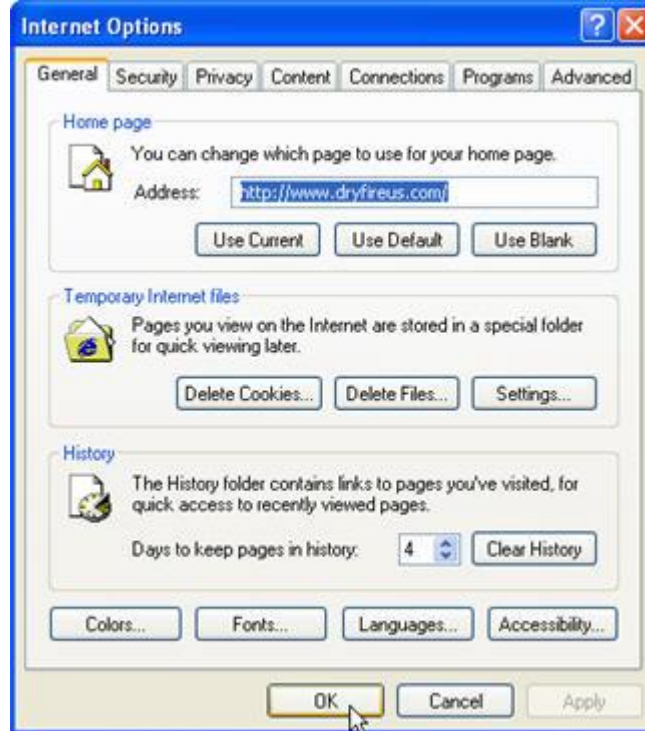 Internet Options
General Security Privacy Content Connections Programs Advanced
Home page
You can change which page to use for your home page.
Address: http://www.dryfireus.com/
Use Current Use Default Use Blank
Temporary Internet files
Pages you view on the Internet are stored in a special folder
for quick viewing later.
Delete Cookies... Delete Files... Settings...
History
The History folder contains links to pages you've visited, for
quick access to recently viewed pages.
Days to keep pages in history: 4 Clear History
Colors... Fonts... Languages... Accessibility...
OK Cancel Apply